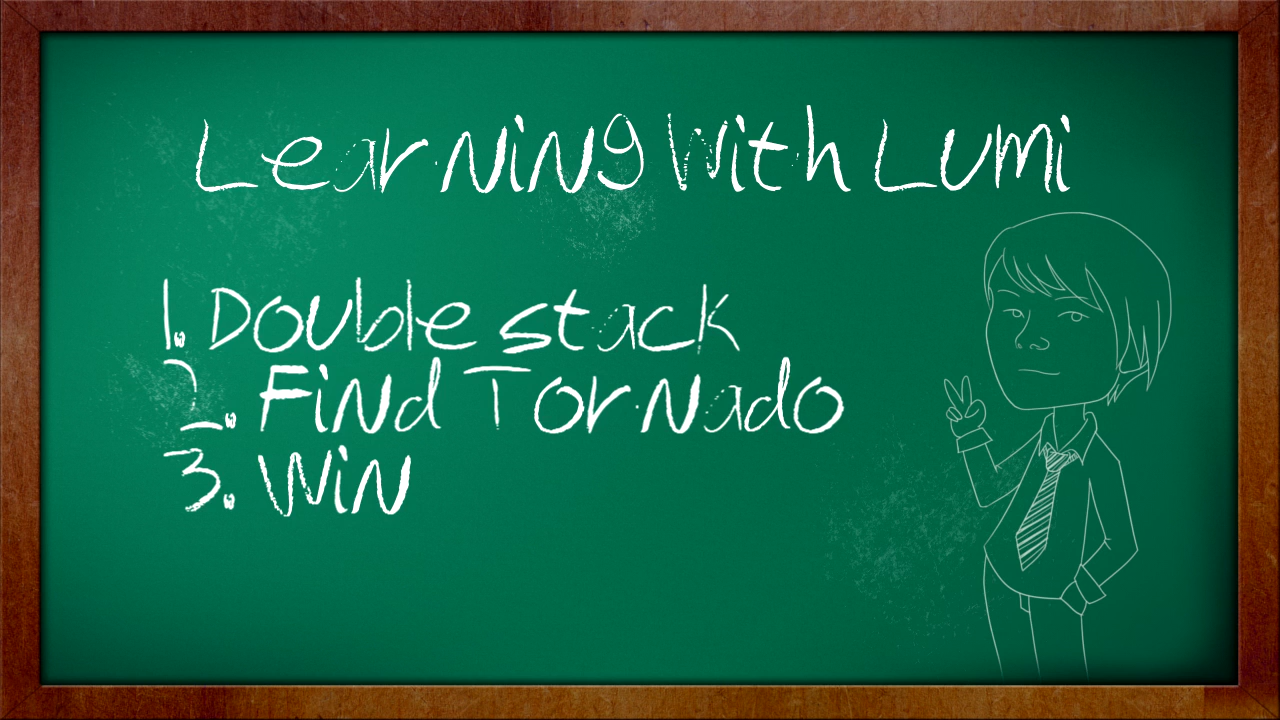 Learning With Lumi
1. Double stack
2. Find Tornado
3. Win